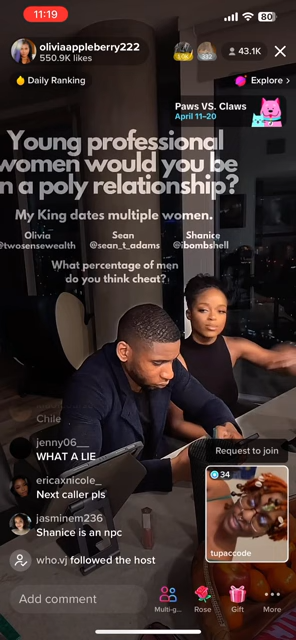 11:19
80
oliviaappleberry222
550.9K likes
43.1K
Daily Ranking
Explore >
Paws VS. Claws
April 11-20
Young professional
women would you be
n a poly relationship?
My King dates multiple women.
Olivia Sean Shanice
@twosensewealth @sean_t_adams @ibombshell
What percentage of men
do you think cheat?
Chile
jenny06__
WHAT A LIE
ericaxnicole_
Next caller pls
jasminem236
Shanice is an npc
who.vj followed the host
Request to join
34
tupaccode
Add comment
Multi-g...
Rose
Gift
More